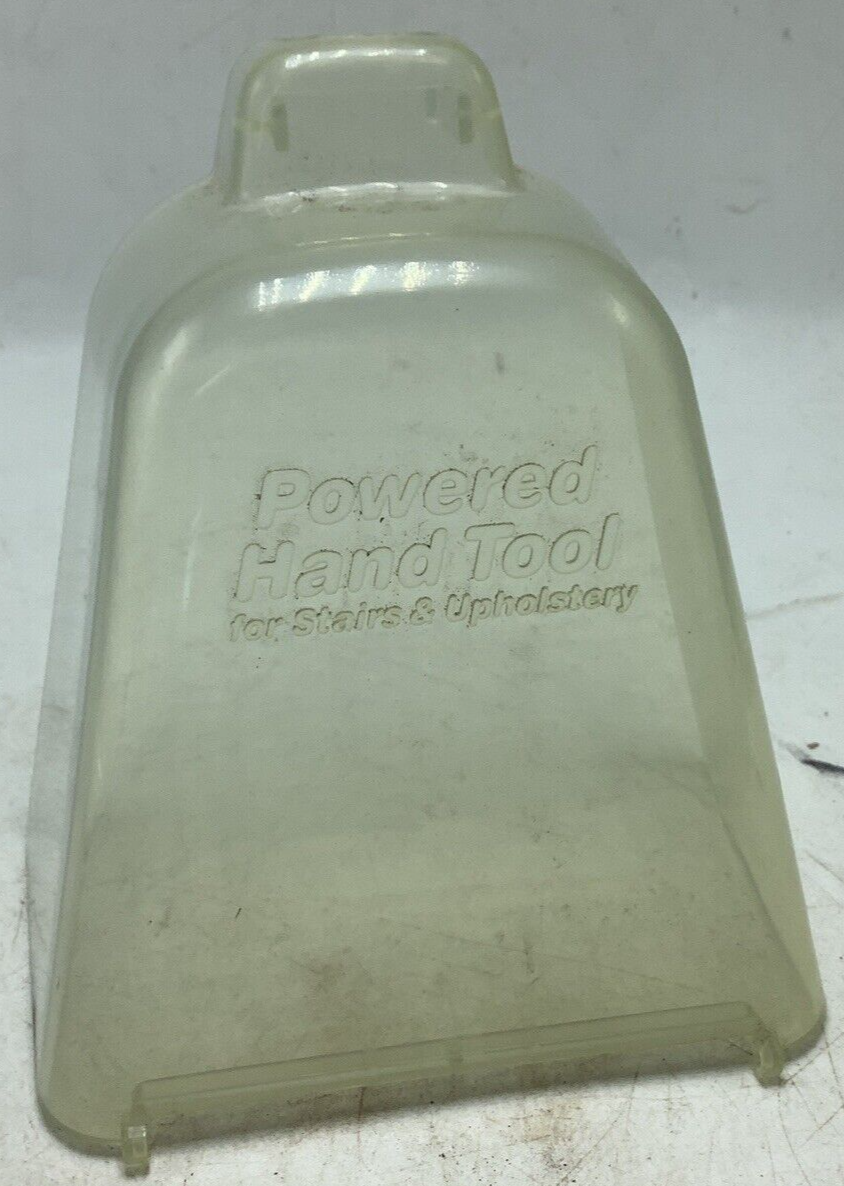 Powered
Hand Tool
for Stairs & Upholstery